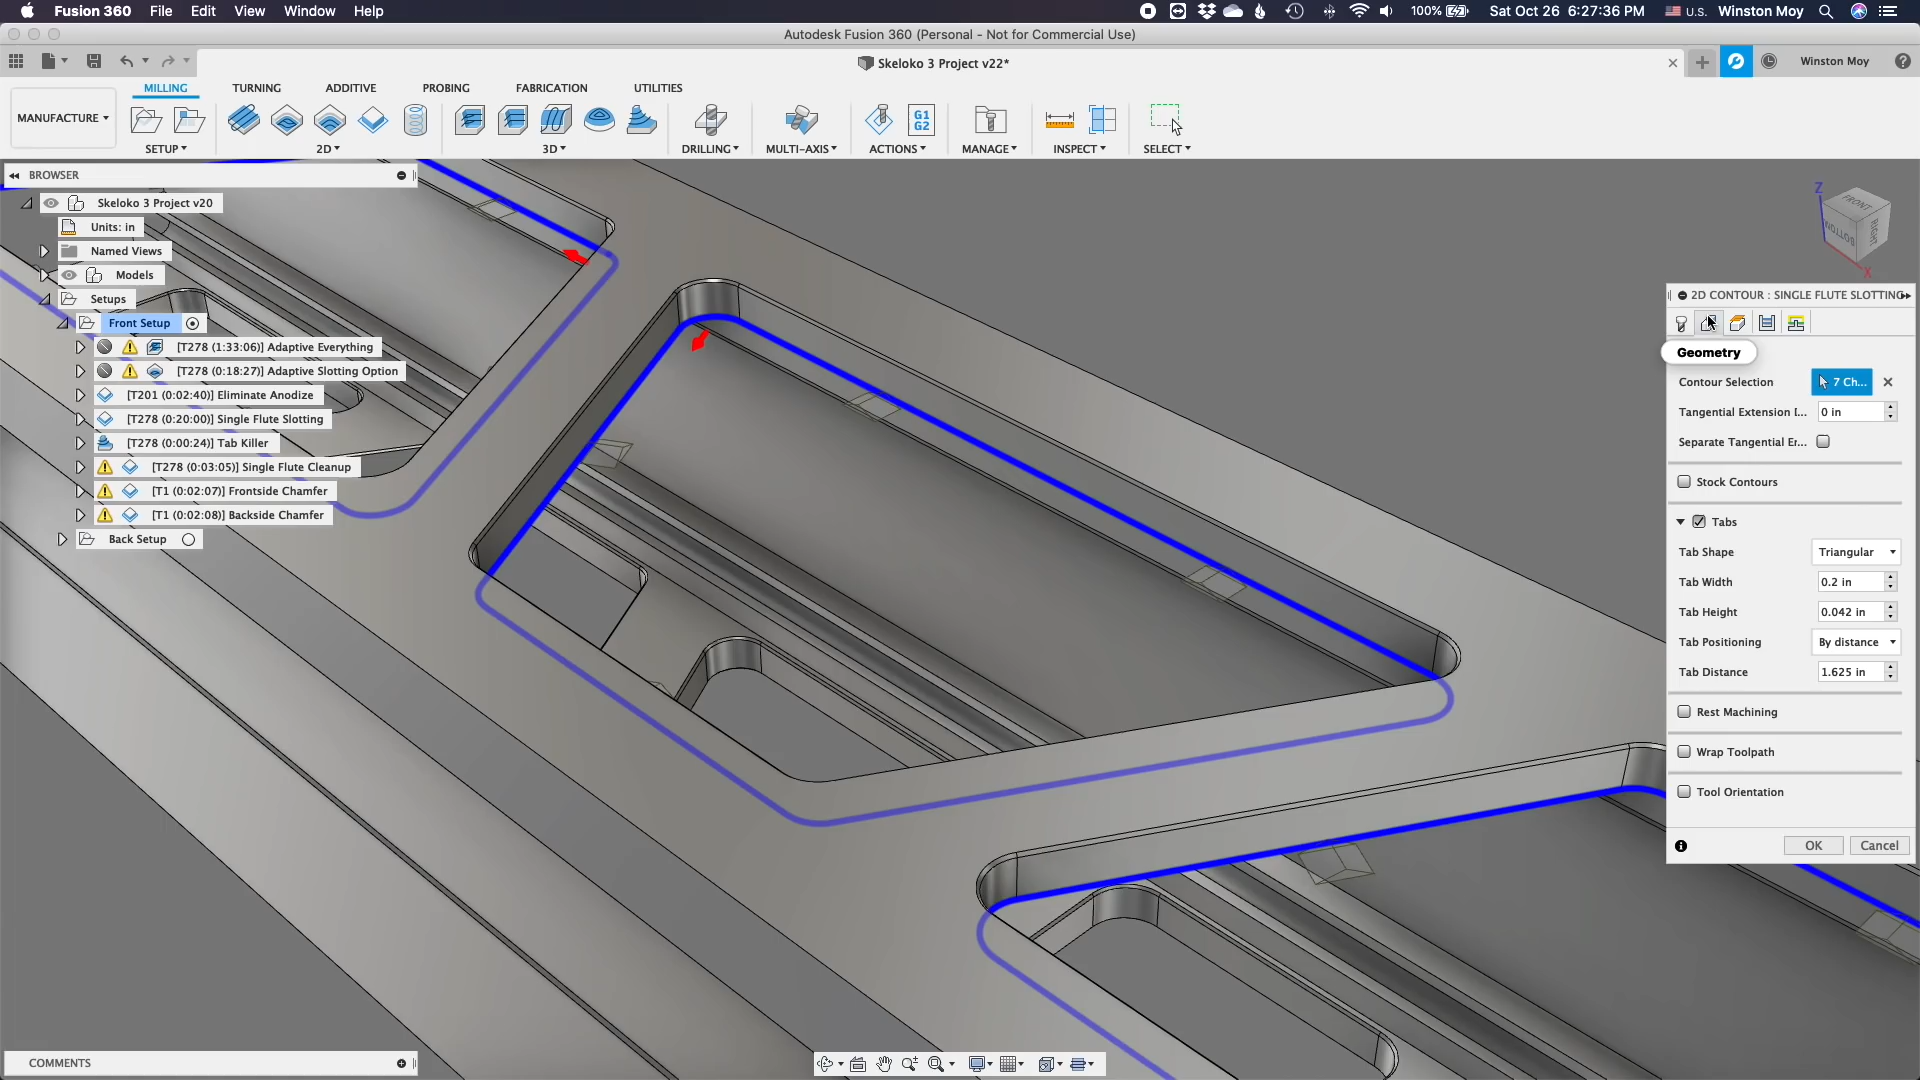 Fusion 360 File Edit View Window Help
100% Sat Oct 26 6:27:36 PM U.S. Winston Moy
Autodesk Fusion 360 (Personal - Not for Commercial Use)
Skeloko 3 Project v22*
Winston Moy
MILLING TURNING ADDITIVE PROBING FABRICATION UTILITIES
MANUFACTURE
G1
G2
SETUP 2D 3D DRILLING MULTI-AXIS ACTIONS MANAGE INSPECT SELECT
BROWSER
Skeloko 3 Project v20
Units: in
Named Views
Models
Setups
Front Setup
[T278 (1:33:06)] Adaptive Everything
[T278 (0:18:27)] Adaptive Slotting Option
[T201 (0:02:40)] Eliminate Anodize
[T278 (0:20:00)] Single Flute Slotting
[T278 (0:00:24)] Tab Killer
[T278 (0:03:05)] Single Flute Cleanup
[T1 (0:02:07)] Frontside Chamfer
[T1 (0:02:08)] Backside Chamfer
Back Setup
Z
FRONT
RIGHT
BOTTOM
X
2D CONTOUR : SINGLE FLUTE SLOTTING
Geometry
Contour Selection 7 Ch...
Tangential Extension I... 0 in
Separate Tangential Er...
Stock Contours
Tabs
Tab Shape Triangular
Tab Width 0.2 in
Tab Height 0.042 in
Tab Positioning By distance
Tab Distance 1.625 in
Rest Machining
Wrap Toolpath
Tool Orientation
OK Cancel
COMMENTS